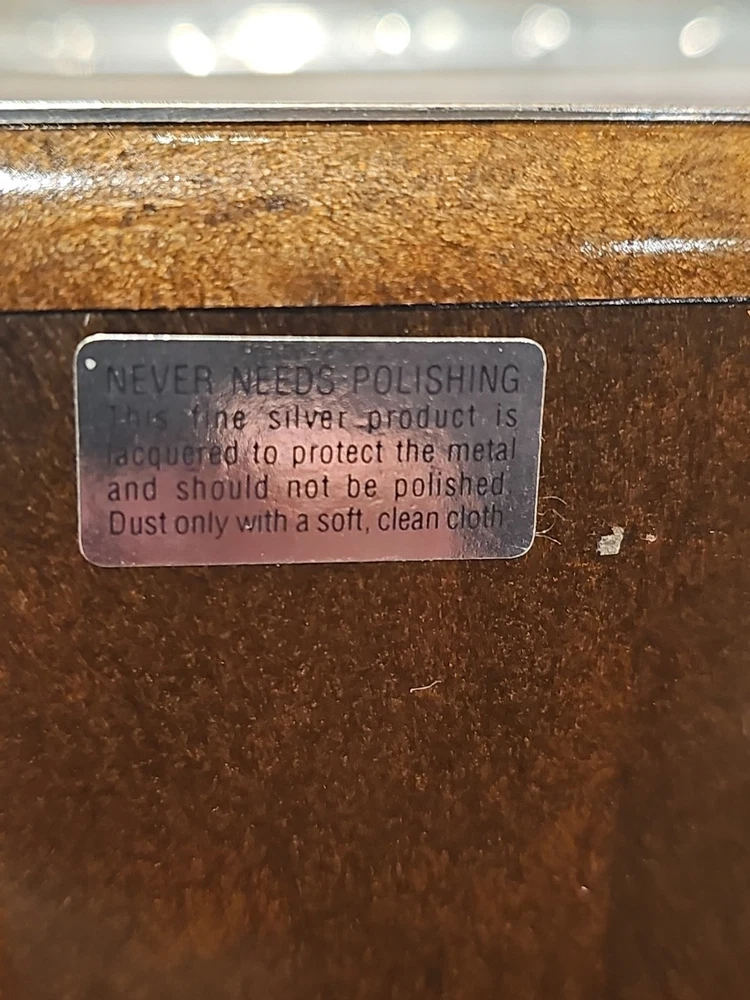 NEVER NEEDS POLISHING
This fine silver product is
lacquered to protect the metal
and should not be polished.
Dust only with a soft, clean cloth